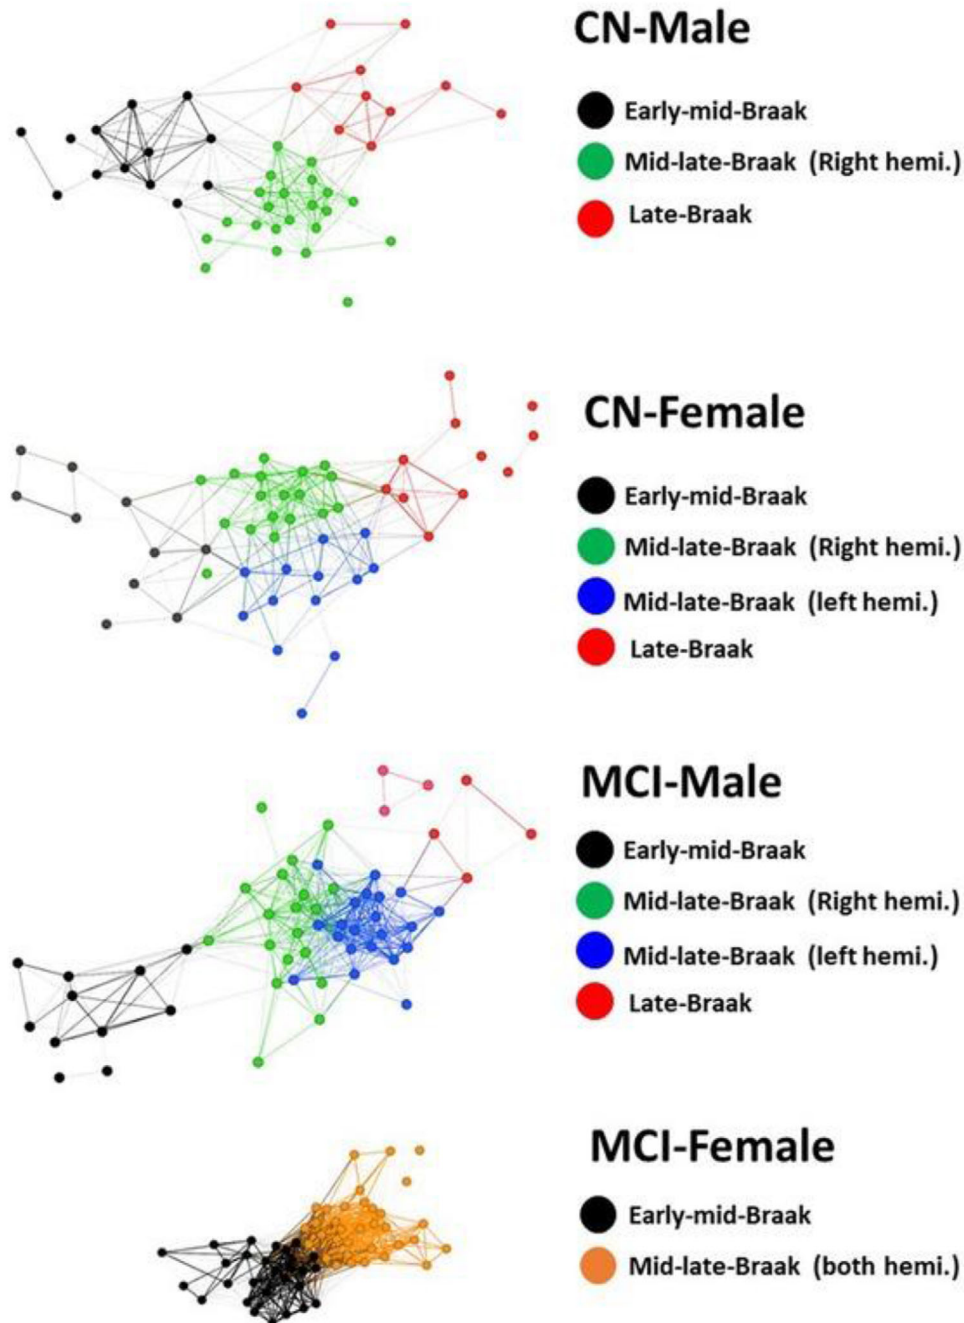 CN-Male
Early-mid-Braak
Mid-late-Braak (Right hemi.)
Late-Braak
CN-Female
Early-mid-Braak
Mid-late-Braak (Right hemi.)
Mid-late-Braak (left hemi.)
Late-Braak
MCI-Male
Early-mid-Braak
Mid-late-Braak (Right hemi.)
Mid-late-Braak (left hemi.)
Late-Braak
MCI-Female
Early-mid-Braak
Mid-late-Braak (both hemi.)